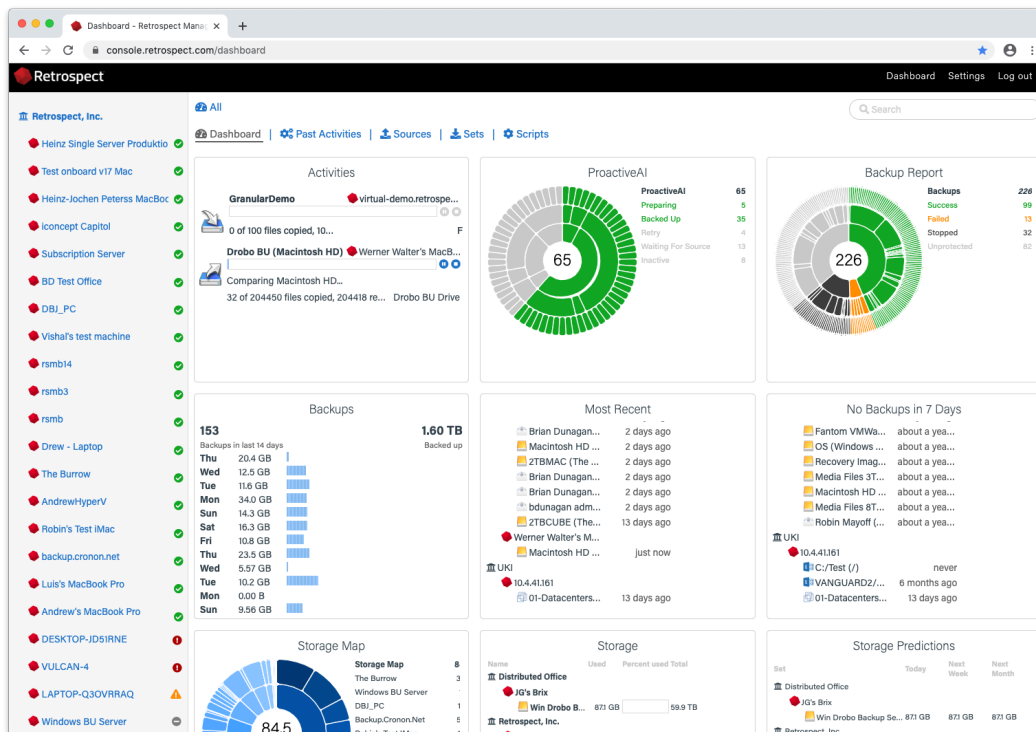 Dashboard - Retrospect Manag
console.retrospect.com/dashboard
Retrospect
Dashboard Settings Log out
Retrospect, Inc.
Heinz Single Server Produktio
Test onboard v17 Mac
Heinz-Jochen Peterss MacBoc
iconcept Capitol
Subscription Server
BD Test Office
DBJ_PC
Vishal's test machine
rsmb14
rsmb3
rsmb
Drew - Laptop
The Burrow
AndrewHyperV
Robin's Test iMac
backup.cronon.net
Luis's MacBook Pro
Andrew's MacBook Pro
DESKTOP-JD51RNE
VULCAN-4
LAPTOP-Q3OVRRAQ
Windows BU Server
All
Search
Dashboard | Past Activities | Sources | Sets | Scripts
Activities
GranularDemo virtual-demo.retrospe...
0 of 100 files copied, 10... F
Drobo BU (Macintosh HD) Werner Walter's MacB...
Comparing Macintosh HD...
32 of 204450 files copied, 204418 re... Drobo BU Drive
ProactiveAI
65
ProactiveAI 65
Preparing 5
Backed Up 35
Retry 4
Waiting For Source 13
Inactive 8
Backup Report
226
Backups 226
Success 99
Failed 13
Stopped 32
Unprotected 82
Backups
153 1.60 TB
Backups in last 14 days Backed up
Thu 20.4 GB
Wed 12.5 GB
Tue 11.6 GB
Mon 34.0 GB
Sun 14.3 GB
Sat 16.3 GB
Fri 10.8 GB
Thu 23.5 GB
Wed 5.57 GB
Tue 10.2 GB
Mon 0.00 B
Sun 9.56 GB
Most Recent
Brian Dunagan... 2 days ago
Macintosh HD ... 2 days ago
2TBMAC (The ... 2 days ago
Brian Dunagan... 2 days ago
Brian Dunagan... 2 days ago
bdunagan adm... 2 days ago
2TBCUBE (The... 13 days ago
Werner Walter's M...
Macintosh HD ... just now
UKI
10.4.41.161
01-Datacenters... 13 days ago
No Backups in 7 Days
Fantom VMWa... about a yea...
OS (Windows ... about a yea...
Recovery Imag... about a yea...
Media Files 3T... about a yea...
Macintosh HD ... about a yea...
Media Files 8T... about a yea...
Robin Mayoff (... about a yea...
UKI
10.4.41.161
C:/Test (/) never
VANGUARD2/... 6 months ago
01-Datacenters... 13 days ago
Storage Map
84.5
Storage Map 8
The Burrow 3
Windows BU Server
DBJ_PC 1
Backup.Cronon.Net
Storage
Name Used Percent used Total
Distributed Office
JG's Brix
Win Drobo B... 871 GB 59.9 TB
Retrospect, Inc.
Storage Predictions
Set Today Next Week Next Month
Distributed Office
JG's Brix
Win Drobo Backup Se... 871 GB 871 GB 871 GB
Retrospect, Inc.